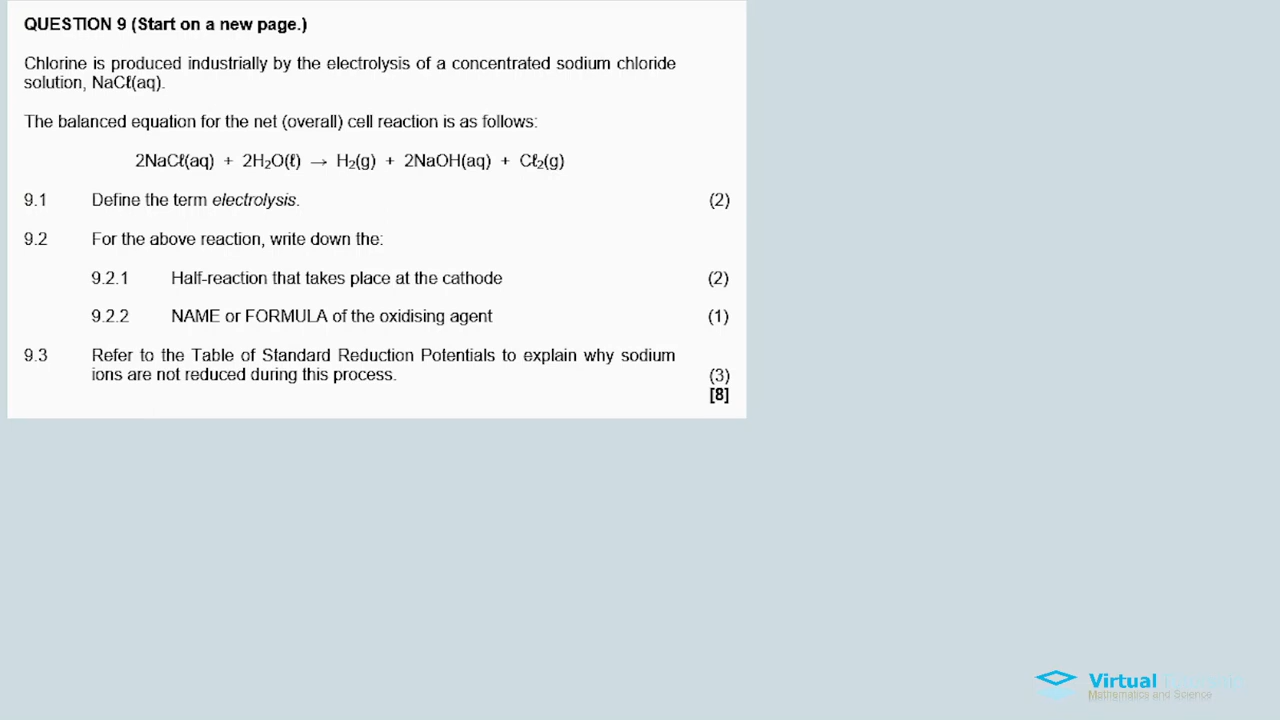 QUESTION 9 (Start on a new page.)
Chlorine is produced industrially by the electrolysis of a concentrated sodium chloride
solution, NaCℓ(aq).
The balanced equation for the net (overall) cell reaction is as follows:
2NaCℓ(aq) + 2H₂O(ℓ) → H₂(g) + 2NaOH(aq) + Cℓ₂(g)
9.1 Define the term electrolysis. (2)
9.2 For the above reaction, write down the:
9.2.1 Half-reaction that takes place at the cathode (2)
9.2.2 NAME or FORMULA of the oxidising agent (1)
9.3 Refer to the Table of Standard Reduction Potentials to explain why sodium
ions are not reduced during this process. (3)
[8]
Virtual
Mathematics and Science